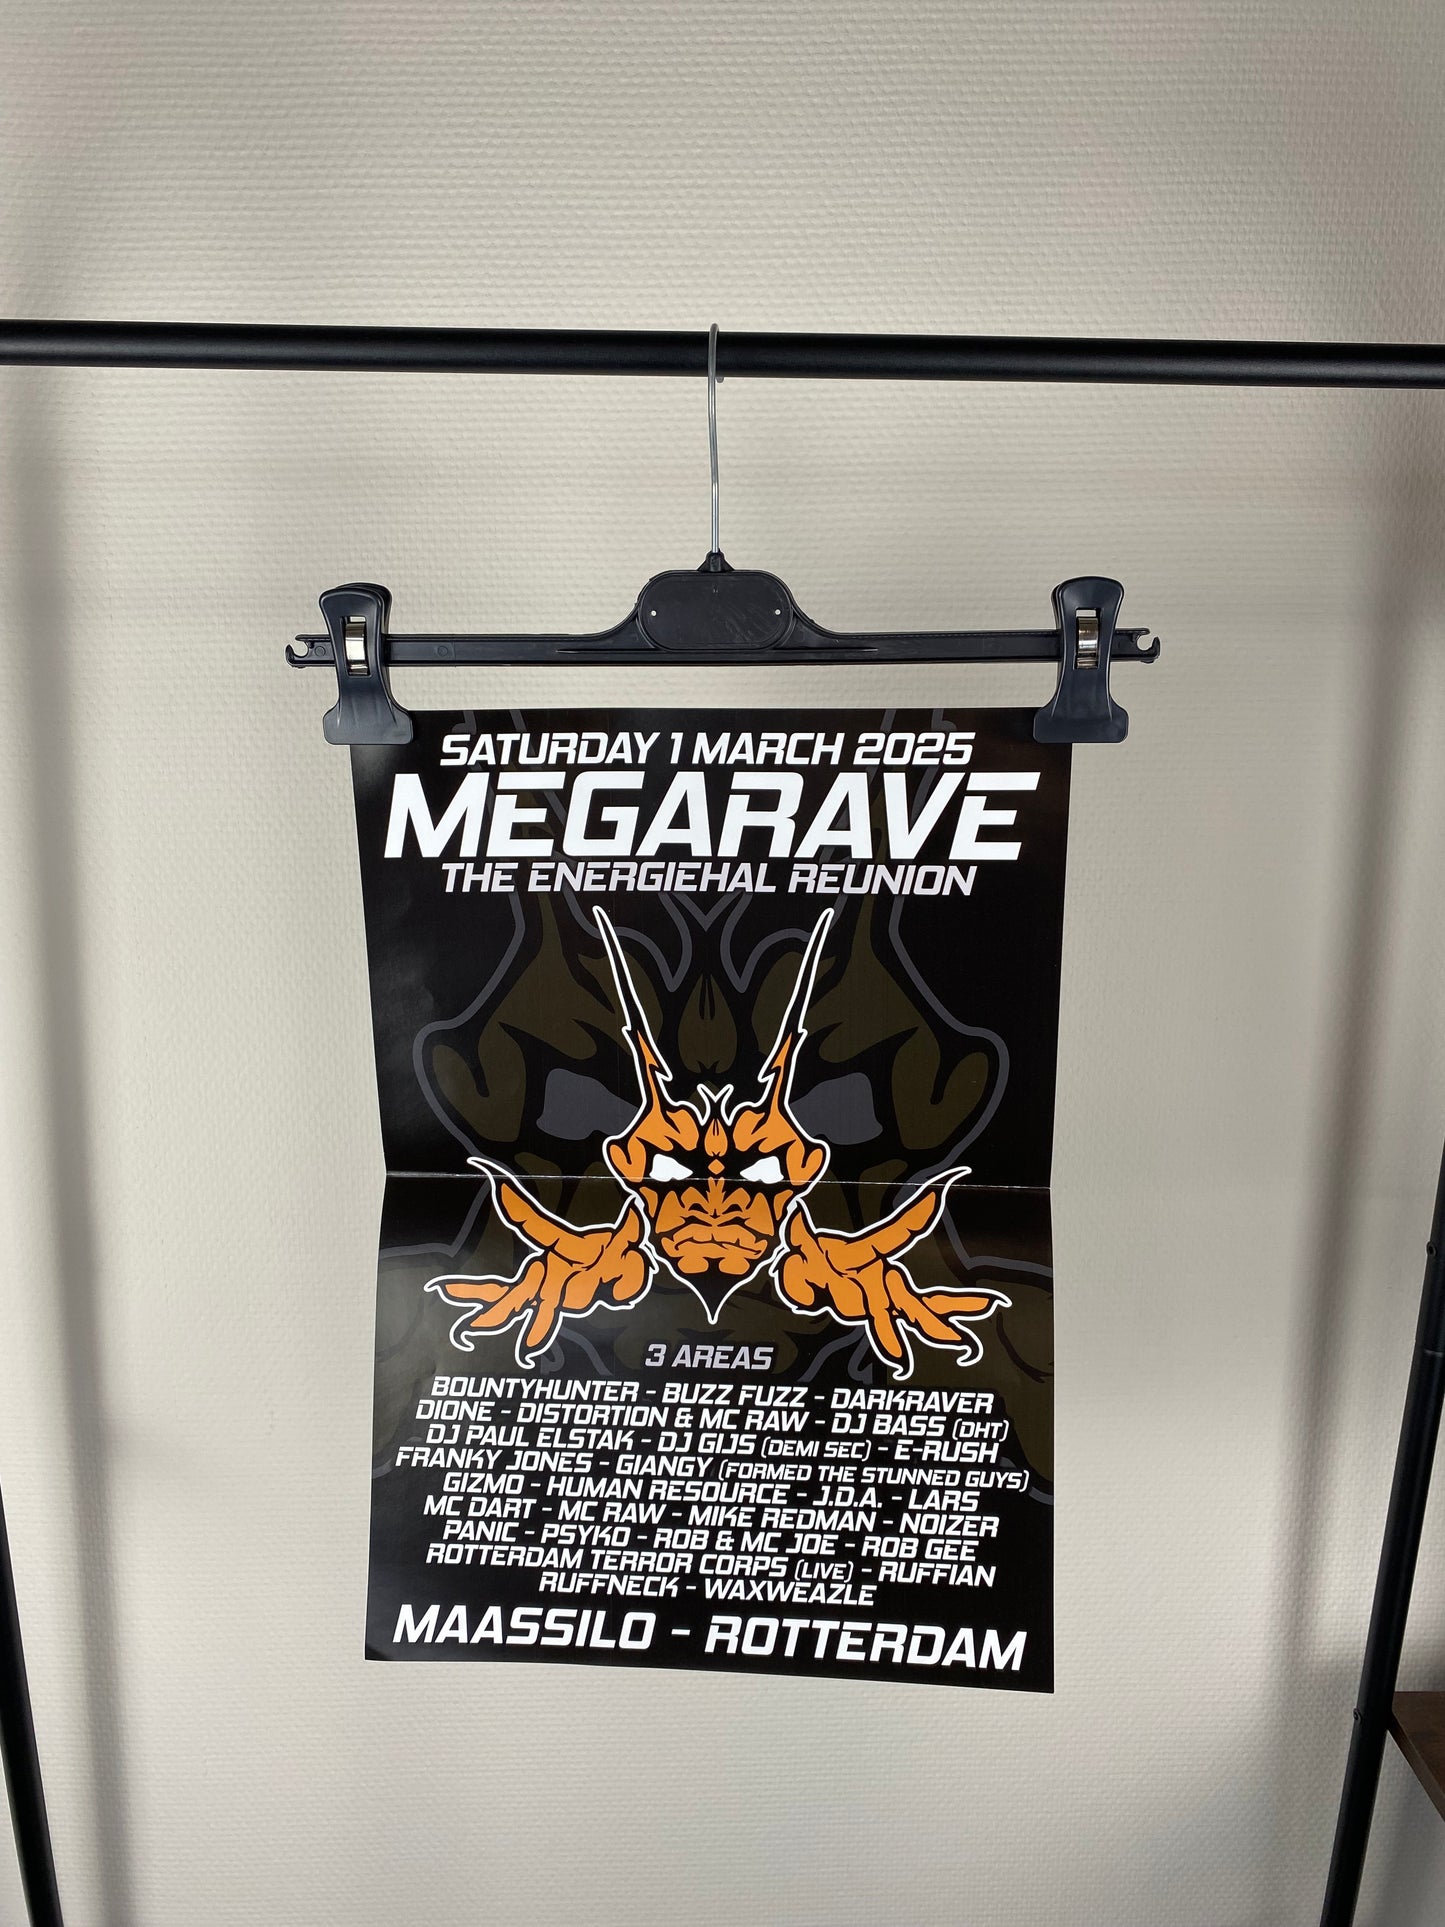 SATURDAY 1 MARCH 2025
MEGARAVE
THE ENERGIEHAL REUNION
3 AREAS
BOUNTYHUNTER - BUZZ FUZZ - DARKRAVER
DIONE - DISTORTION & MC RAW - DJ BASS (DHT)
DJ PAUL ELSTAK - DJ GIJS (DEMI SEC) - E-RUSH
FRANKY JONES - GIANGY (FORMED THE STUNNED GUYS)
GIZMO - HUMAN RESOURCE - J.D.A. - LARS
MC DART - MC RAW - MIKE REDMAN - NOIZER
PANIC - PSYKO - ROB & MC JOE - ROB GEE
ROTTERDAM TERROR CORPS (LIVE) - RUFFIAN
RUFFNECK - WAXWEAZLE
MAASSILO - ROTTERDAM